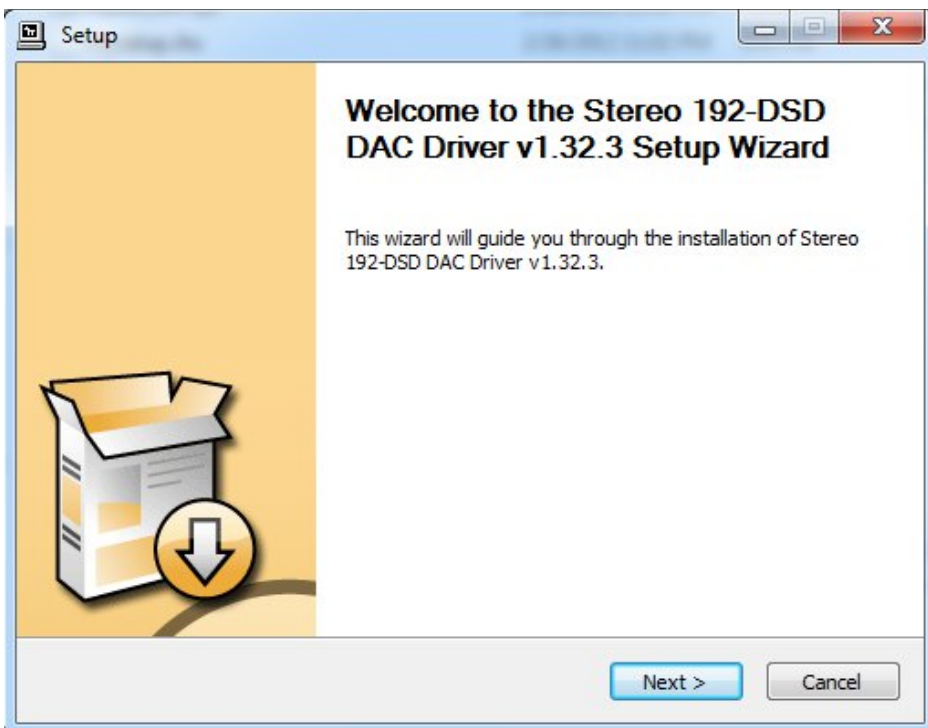 Setup
Welcome to the Stereo 192-DSD
DAC Driver v1.32.3 Setup Wizard
This wizard will guide you through the installation of Stereo
192-DSD DAC Driver v1.32.3.
Next >
Cancel